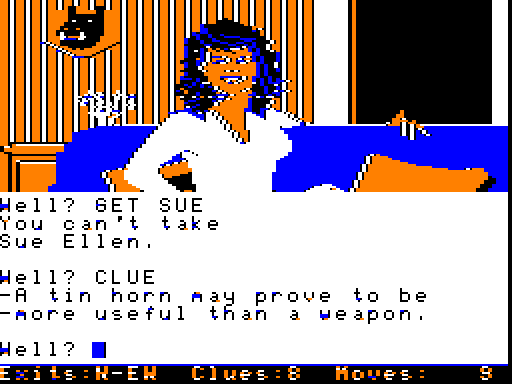 Well? GET SUE
You can't take
Sue Ellen.
Well? CLUE
-A tin horn may prove to be
-more useful than a weapon.
Well?
Exits:N-EW Clues:8 Moves: 9